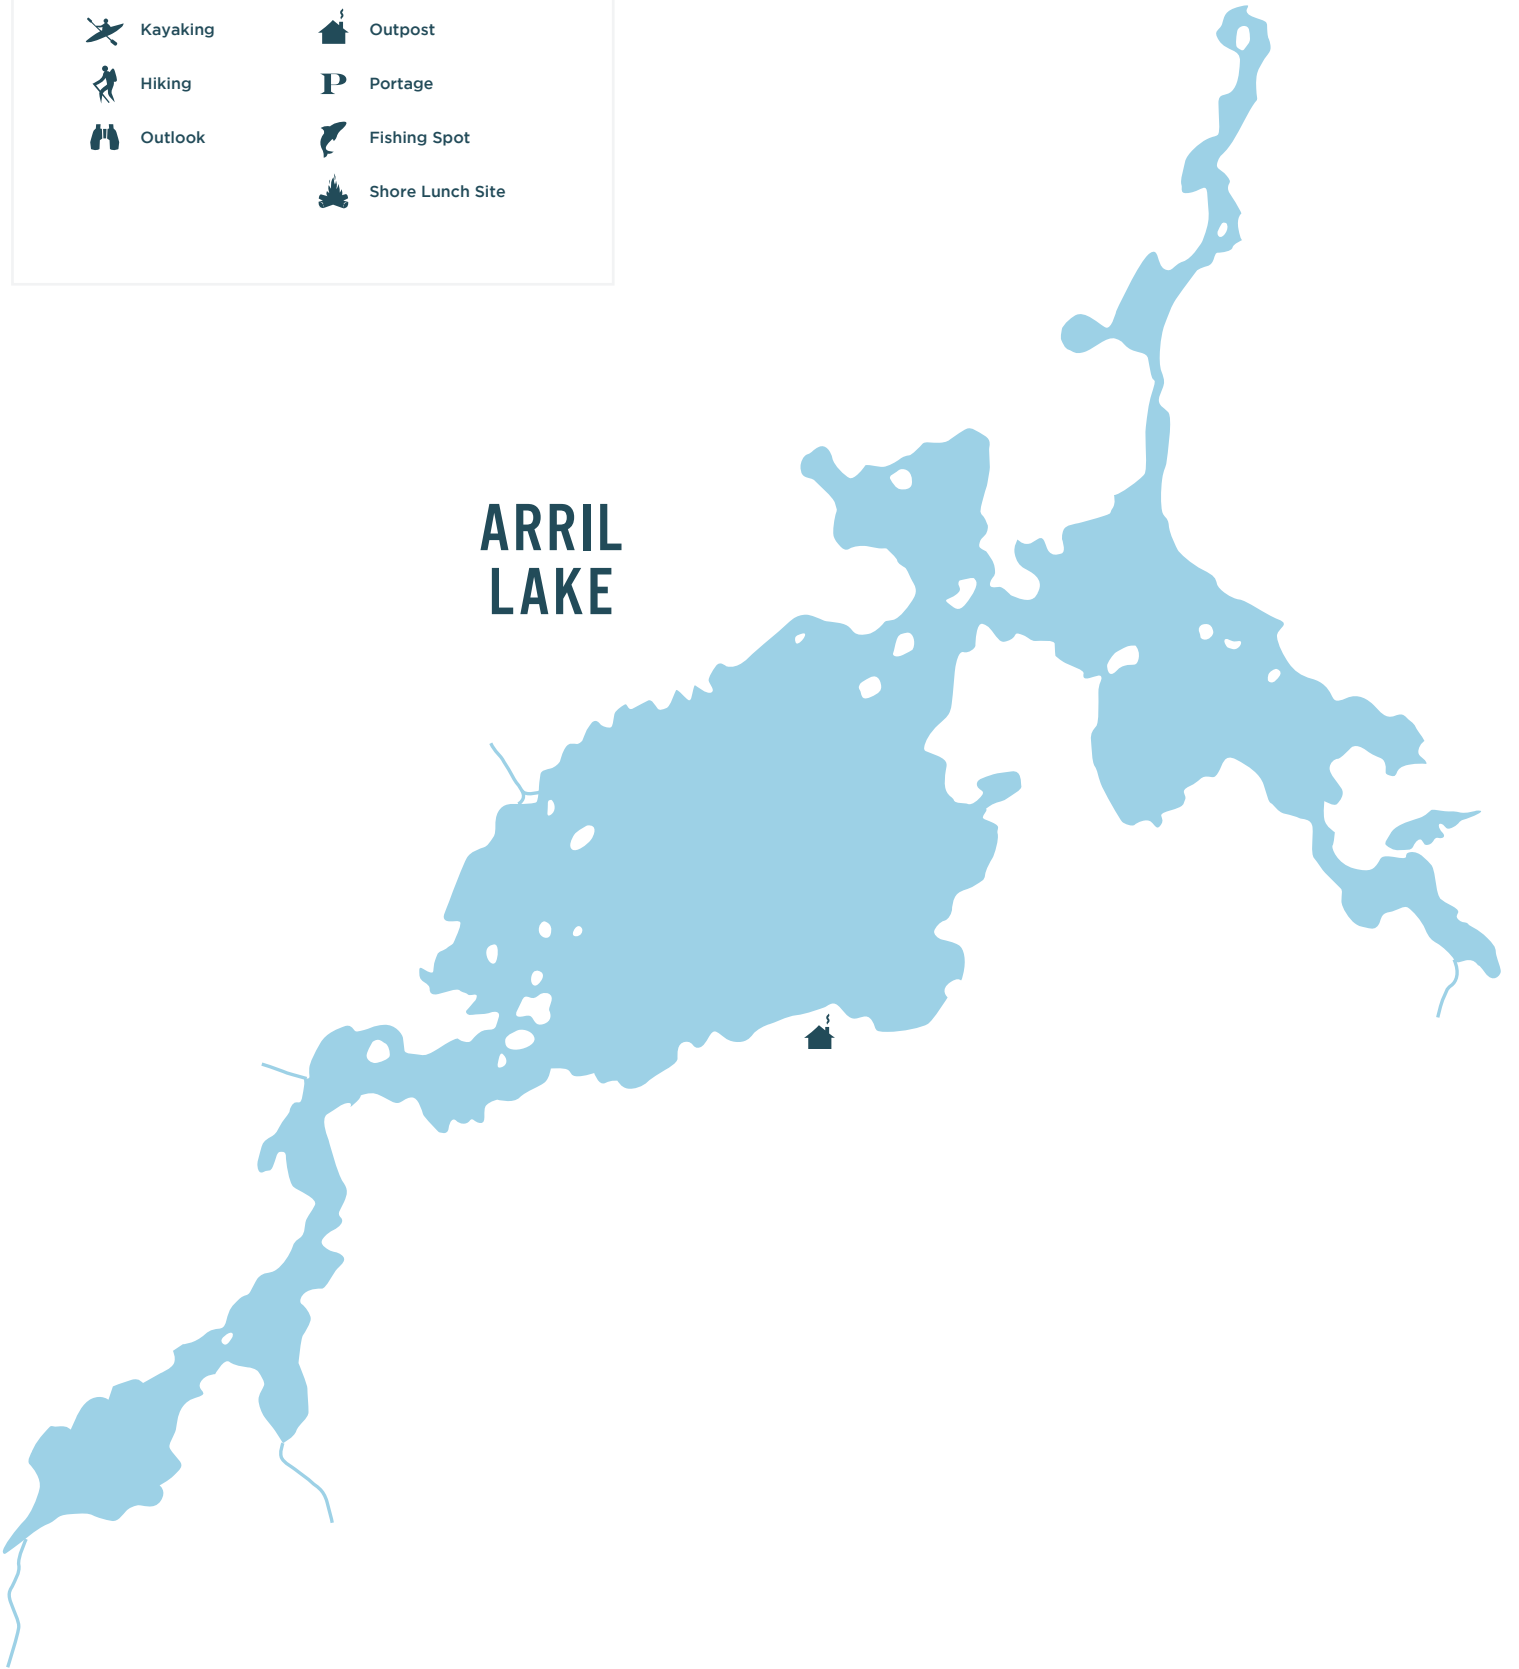 Kayaking
Outpost
Hiking
P Portage
Outlook
Fishing Spot
Shore Lunch Site
ARRIL
LAKE